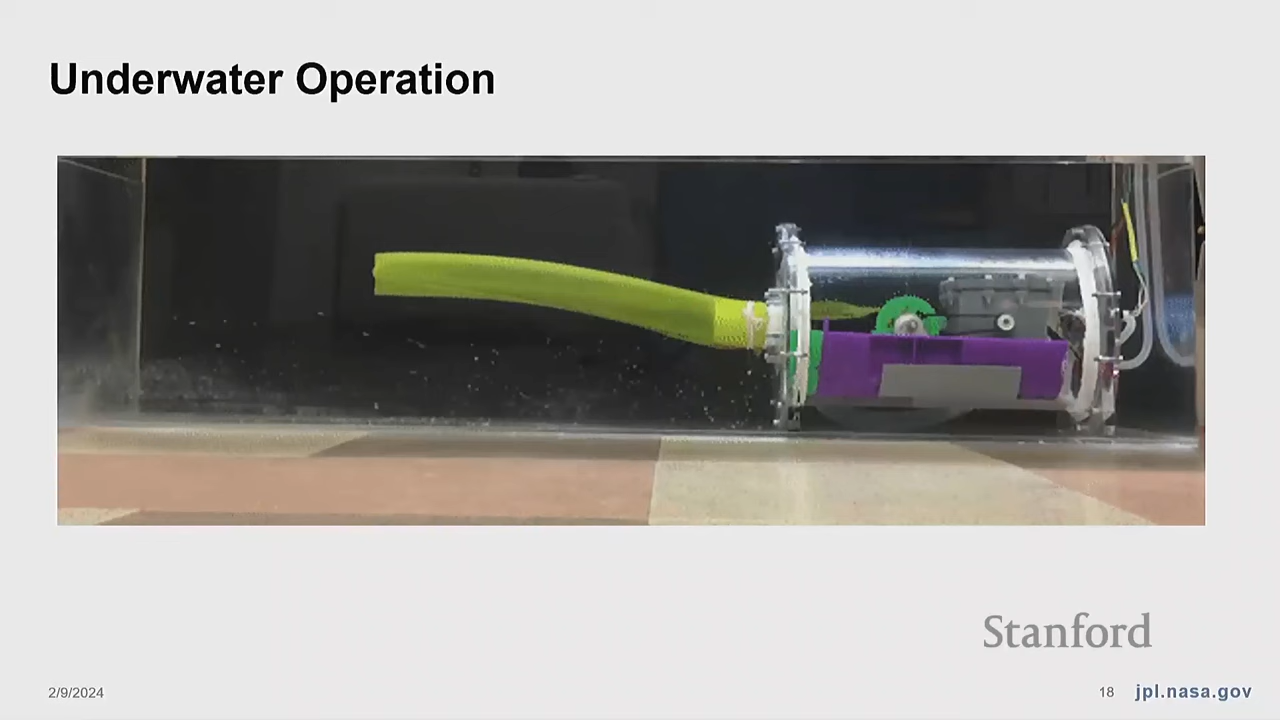 Underwater Operation
Stanford
2/9/2024
18
jpl.nasa.gov